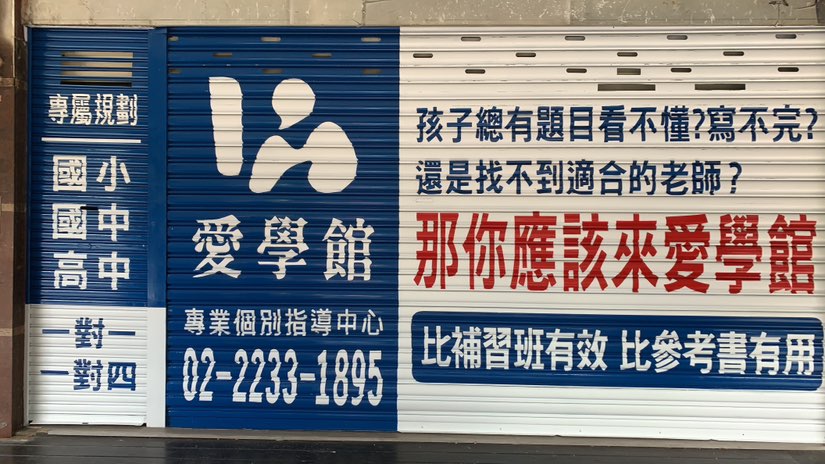 專屬規劃
國小
國中
高中
一對一
一對四
愛學館
專業個別指導中心
02-2233-1895
孩子總有題目看不懂?寫不完?
還是找不到適合的老師?
那你應該來愛學館
比補習班有效 比參考書有用